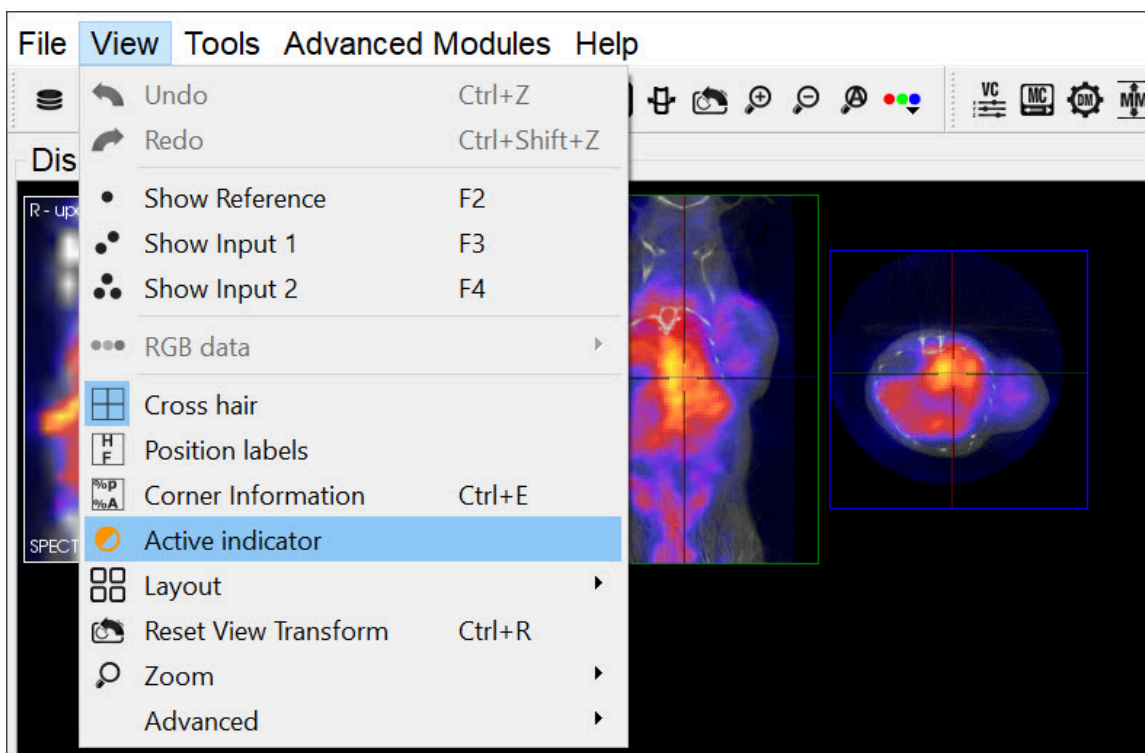 File View Tools Advanced Modules Help
VC
MC
DM
MM
A
Dis
R - upd
Undo Ctrl+Z
Redo Ctrl+Shift+Z
Show Reference F2
Show Input 1 F3
Show Input 2 F4
RGB data
Cross hair
H
F
Position labels
%p
%A
Corner Information Ctrl+E
Active indicator
Layout
Reset View Transform Ctrl+R
Zoom
Advanced
SPECT